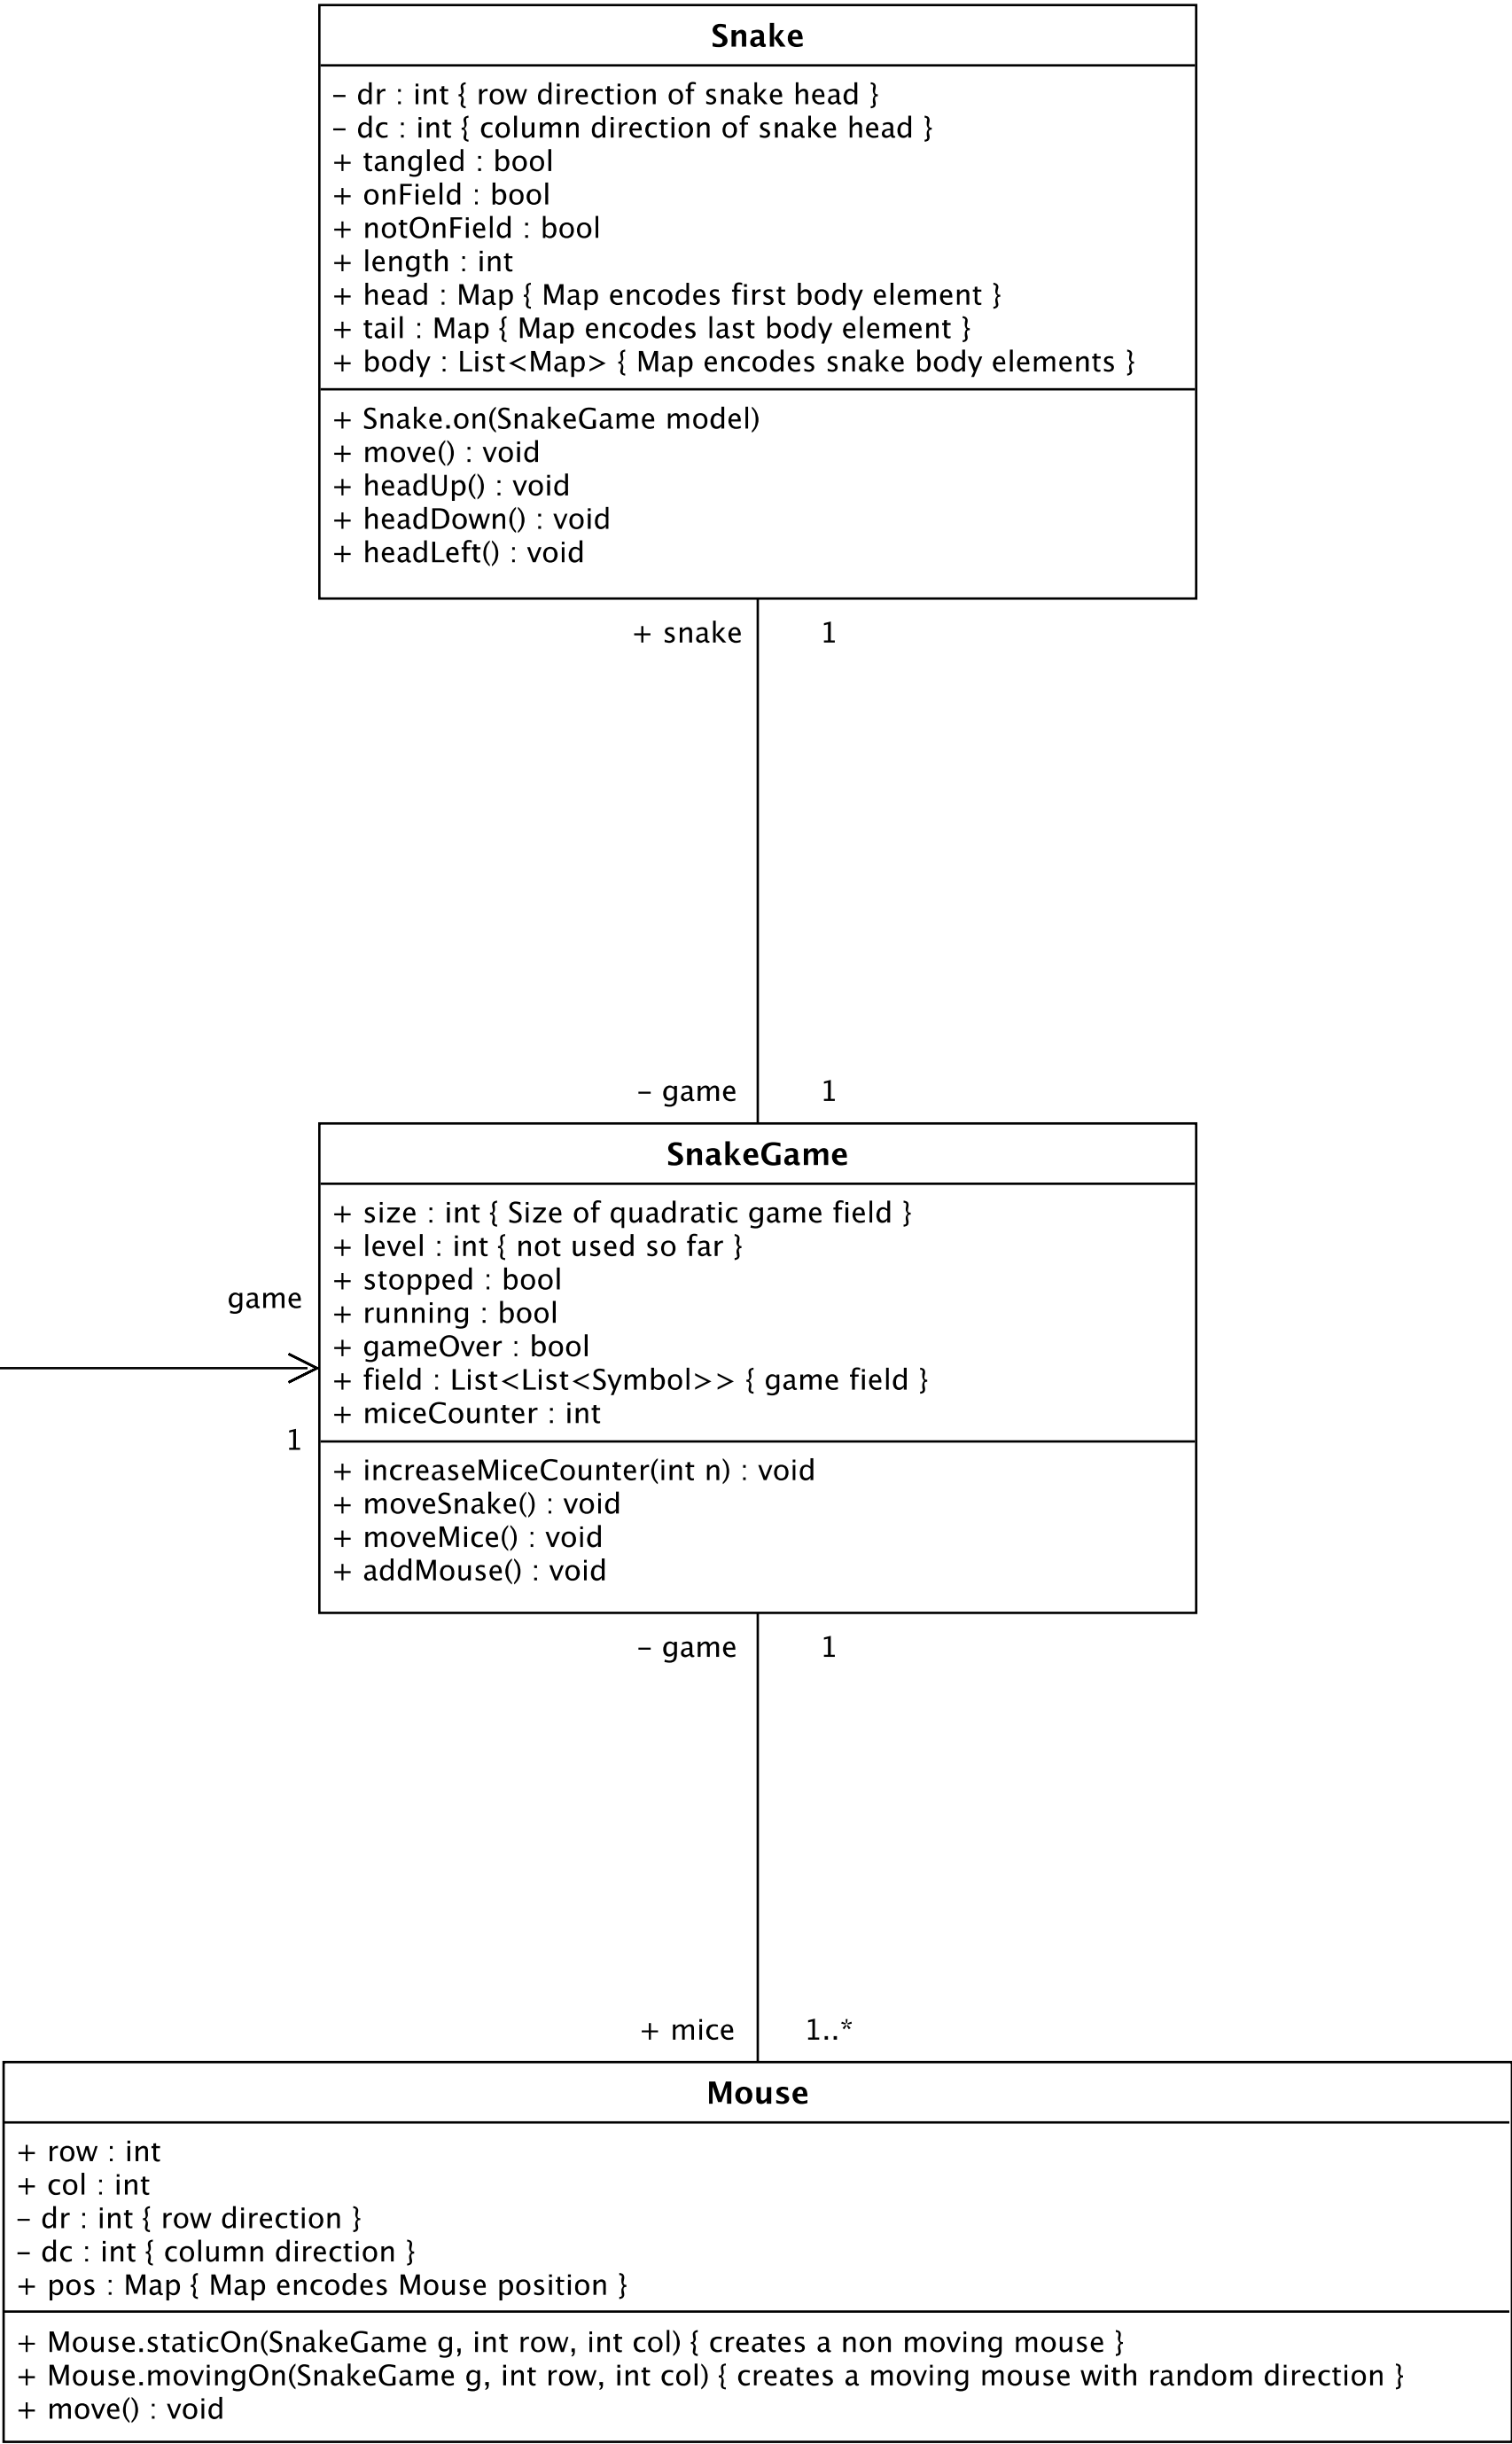 Snake
– dr : int { row direction of snake head }
– dc : int { column direction of snake head }
+ tangled : bool
+ onField : bool
+ notOnField : bool
+ length : int
+ head : Map { Map encodes first body element }
+ tail : Map { Map encodes last body element }
+ body : List<Map> { Map encodes snake body elements }
+ Snake.on(SnakeGame model)
+ move() : void
+ headUp() : void
+ headDown() : void
+ headLeft() : void
+ snake 1
– game 1
SnakeGame
+ size : int { Size of quadratic game field }
+ level : int { not used so far }
+ stopped : bool
+ running : bool
+ gameOver : bool
+ field : List<List<Symbol>> { game field }
+ miceCounter : int
game
1
+ increaseMiceCounter(int n) : void
+ moveSnake() : void
+ moveMice() : void
+ addMouse() : void
– game 1
+ mice 1..*
Mouse
+ row : int
+ col : int
– dr : int { row direction }
– dc : int { column direction }
+ pos : Map { Map encodes Mouse position }
+ Mouse.staticOn(SnakeGame g, int row, int col) { creates a non moving mouse }
+ Mouse.movingOn(SnakeGame g, int row, int col) { creates a moving mouse with random direction }
+ move() : void